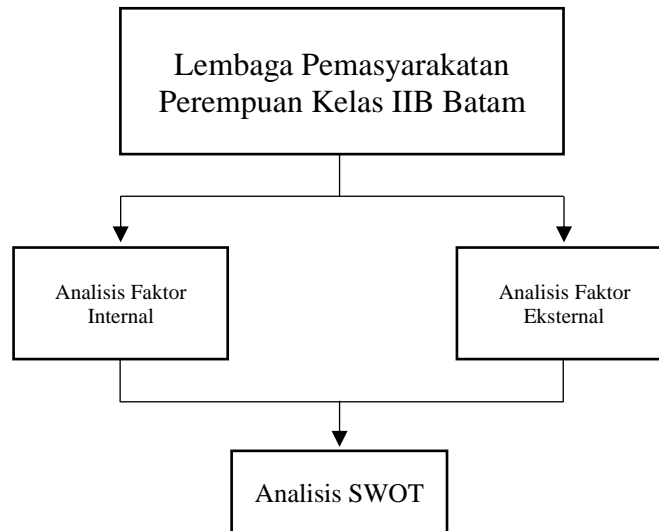 Lembaga Pemasyarakatan
Perempuan Kelas IIB Batam
Analisis Faktor
Internal
Analisis Faktor
Eksternal
Analisis SWOT